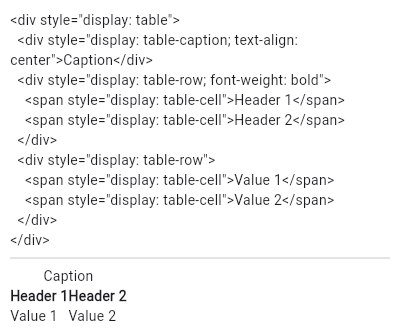 <div style="display: table">
<div style="display: table-caption; text-align:
center">Caption</div>
<div style="display: table-row; font-weight: bold">
<span style="display: table-cell">Header 1</span>
<span style="display: table-cell">Header 2</span>
</div>
<div style="display: table-row">
<span style="display: table-cell">Value 1</span>
<span style="display: table-cell">Value 2</span>
</div>
</div>
Caption
Header 1Header 2
Value 1 Value 2